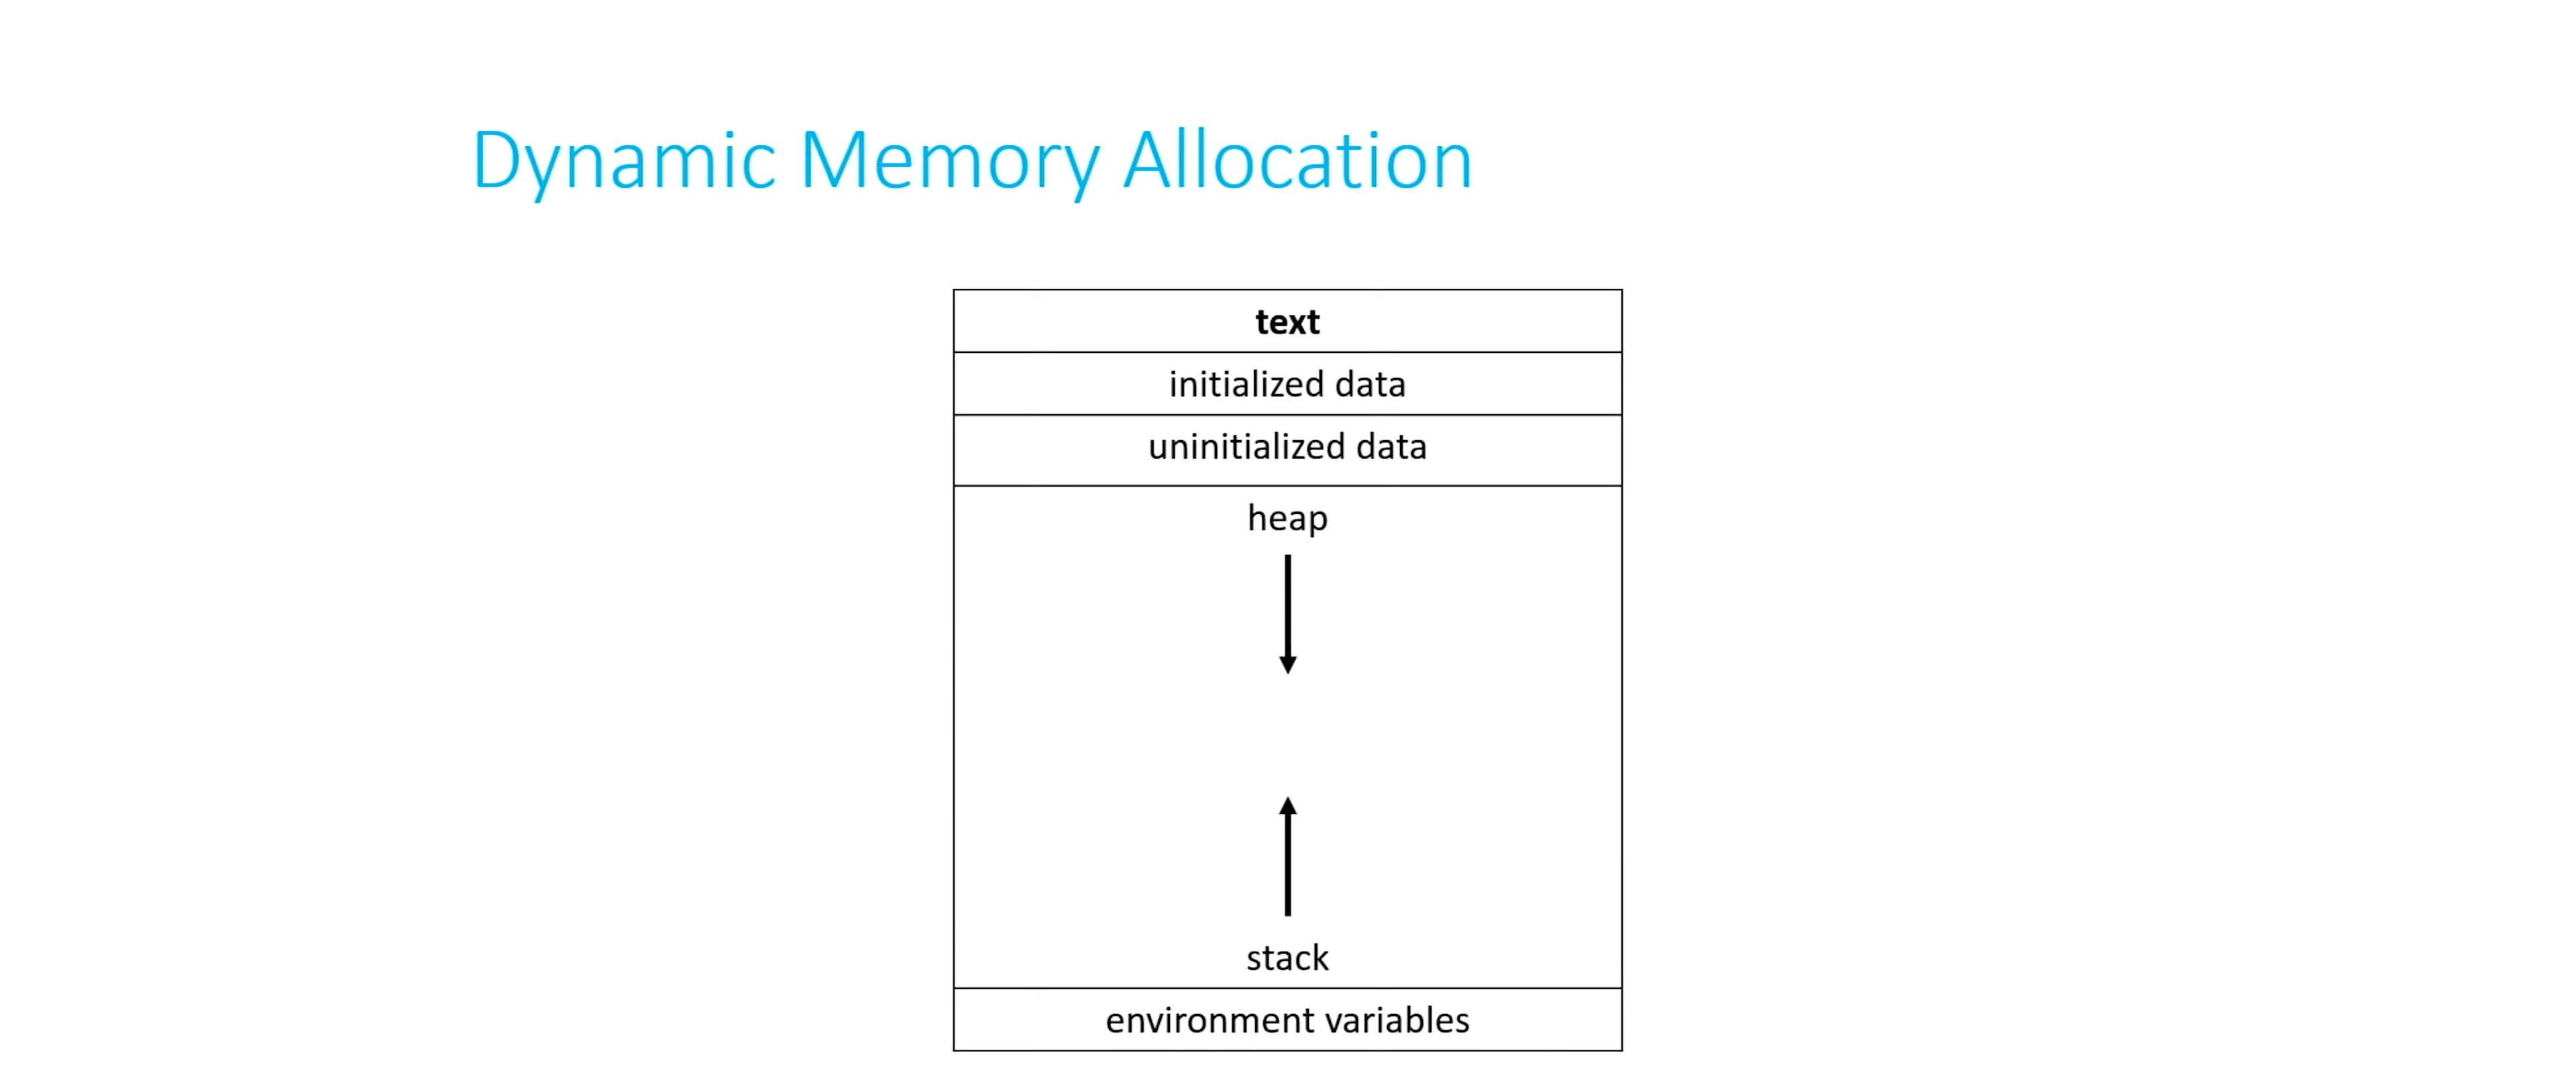 Dynamic Memory Allocation
text
initialized data
uninitialized data
heap
stack
environment variables